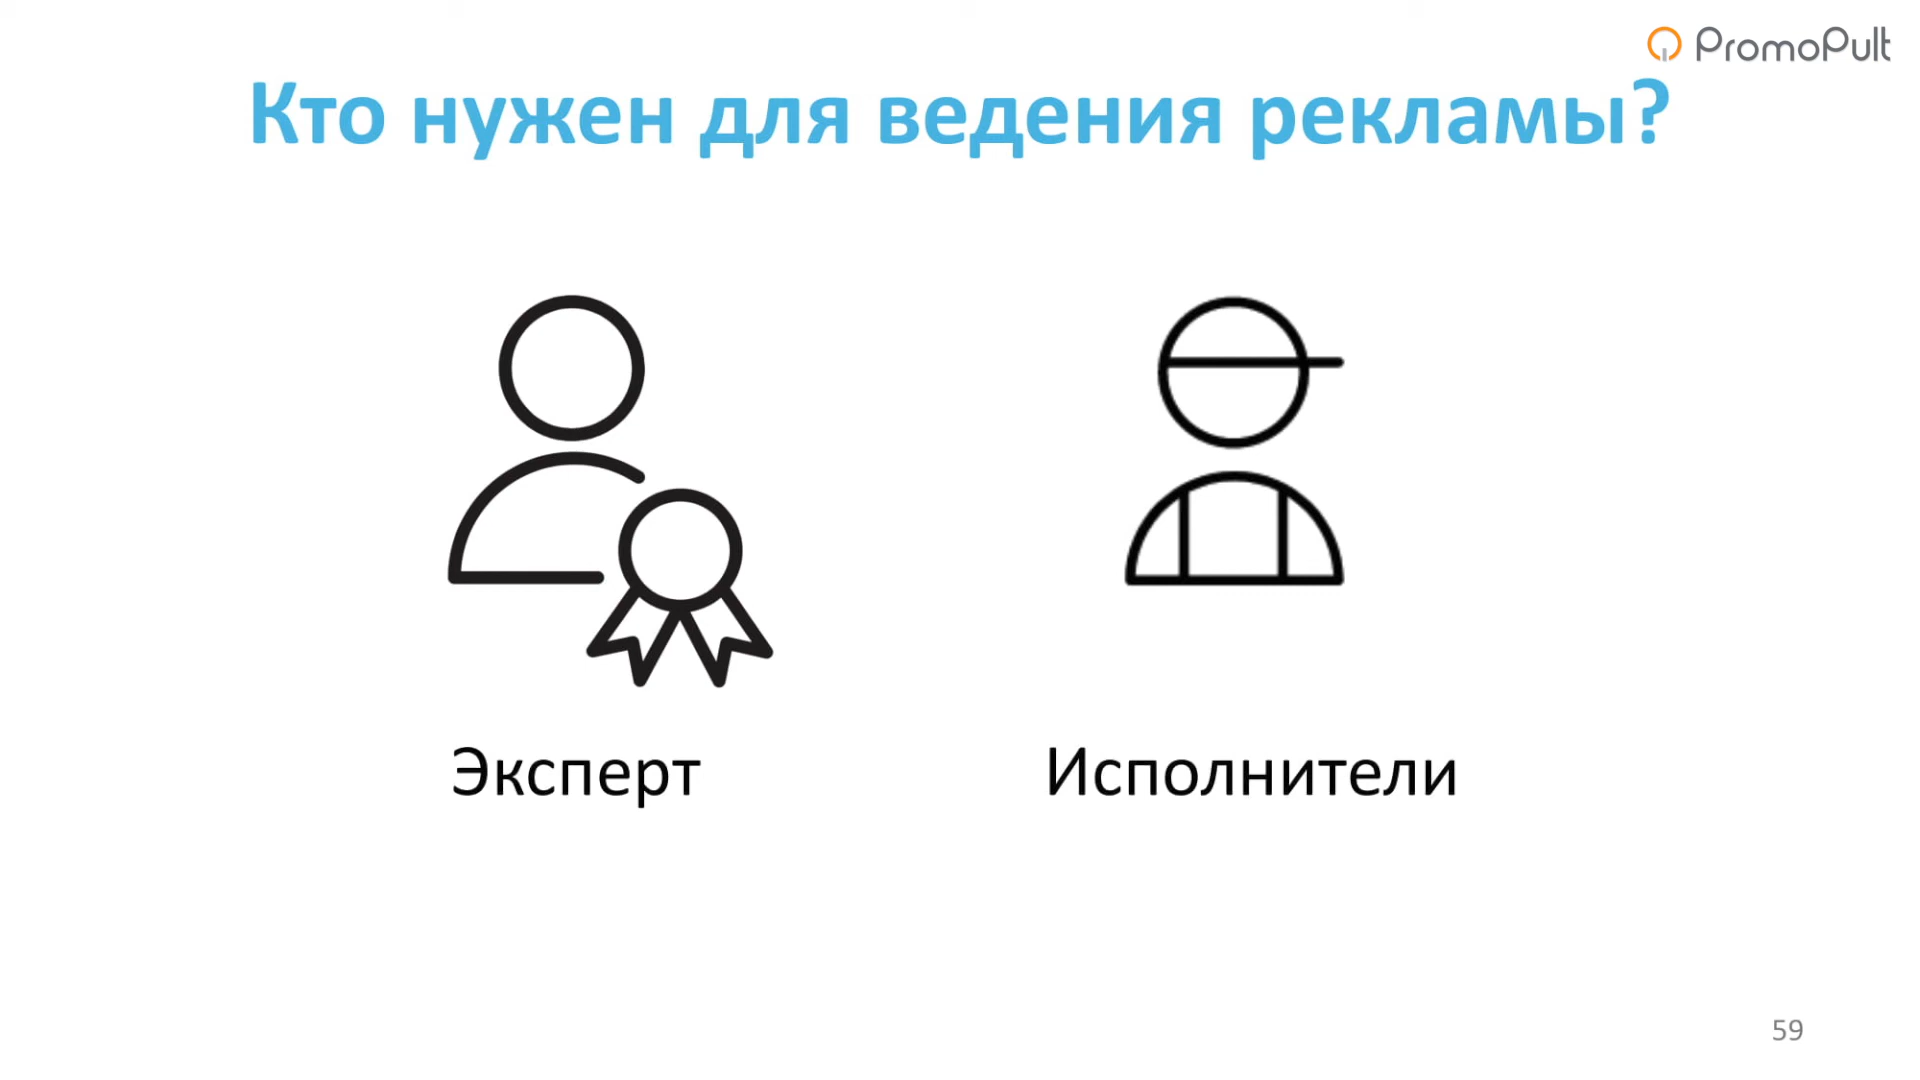 PromoPult
Кто нужен для ведения рекламы?
Эксперт
Исполнители
59